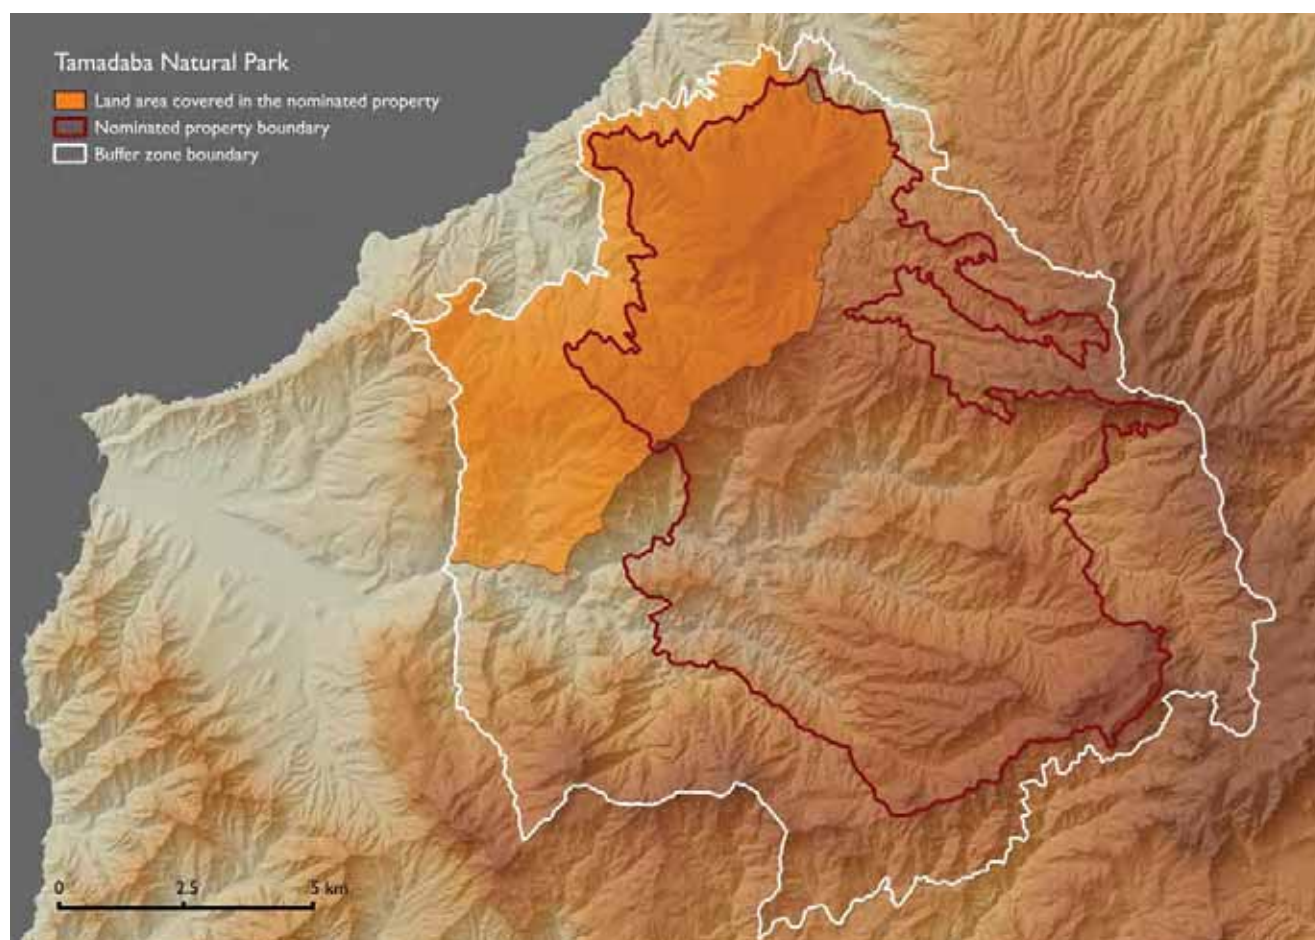 Tamadaba Natural Park
Land area covered in the nominated property
Nominated property boundary
Buffer zone boundary
0 2.5 5 km